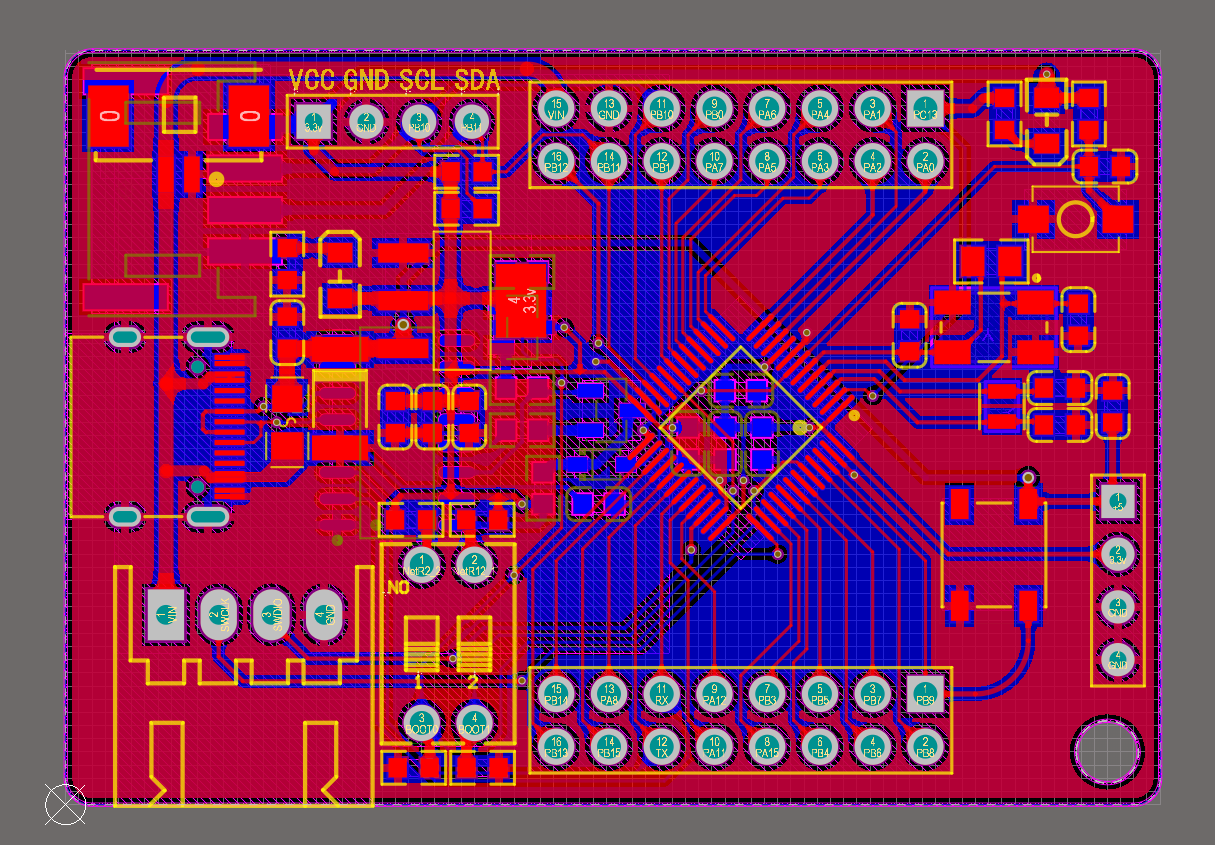 VCC GND SCL SDA
0 0
1 3.3v
2 GND
3 PB10
4 PB11
15 VIN
13 GND
11 PB10
9 PB0
7 PA6
5 PA4
3 PA1
1 PC13
16 PB12
14 PB11
12 PB1
10 PA7
8 PA5
6 PA3
4 PA2
2 PA0
4 3.3v
1
2 3.3v
3 GND
4 GND
1
2
ON
1 VIN
2 SWCLK
3 SWDIO
4 GND
1 2
3 BOOT
4 BOOT
15 PB14
13 PA8
11 RX
9 PA12
7 PB3
5 PB5
3 PB7
1 PB9
16 PB13
14 PB15
12 TX
10 PA11
8 PA15
6 PB4
4 PB6
2 PB8